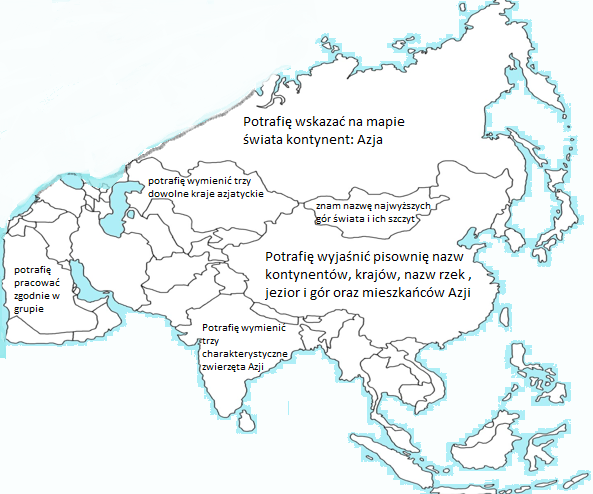 Potrafię wskazać na mapie
świata kontynent: Azja
potrafię wymienić trzy
dowolne kraje azjatyckie
znam nazwę najwyższych
gór świata i ich szczyt
Potrafię wyjaśnić pisownię nazw
kontynentów, krajów, nazw rzek ,
jezior i gór oraz mieszkańców Azji
potrafię
pracować
zgodnie w
grupie
Potrafię wymienić
trzy
charakterystyczne
zwierzęta Azji